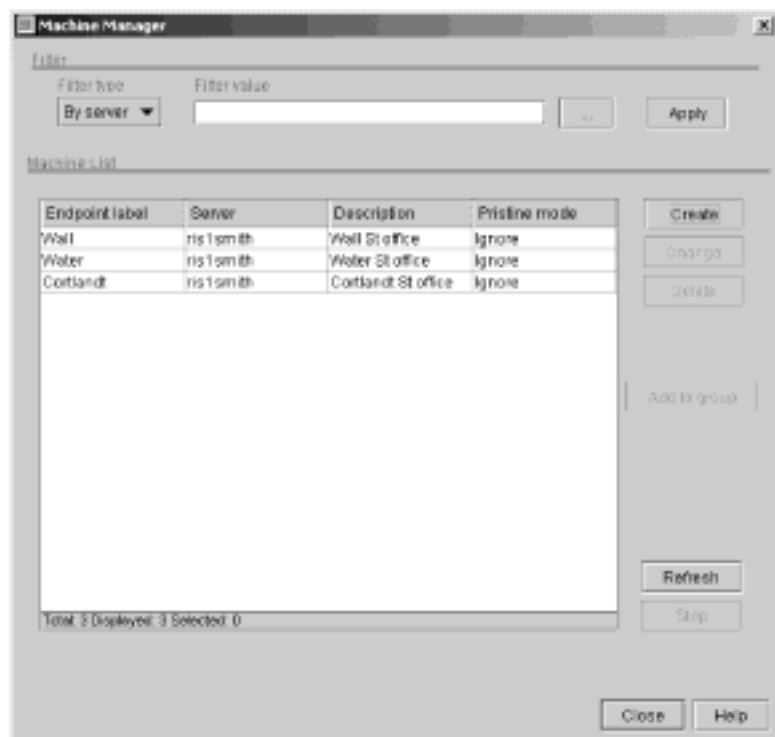 Machine Manager
Filter
Filter type Filter value
By server ... Apply
Machine List
Endpoint label Server Description Pristine mode
Wall ris1smith Wall St office Ignore
Water ris1smith Water St office Ignore
Cortlandt ris1smith Cortlandt St office Ignore
Create
Change
Delete
Add to group
Refresh
Stop
Total: 3 Displayed: 3 Selected: 0
Close Help